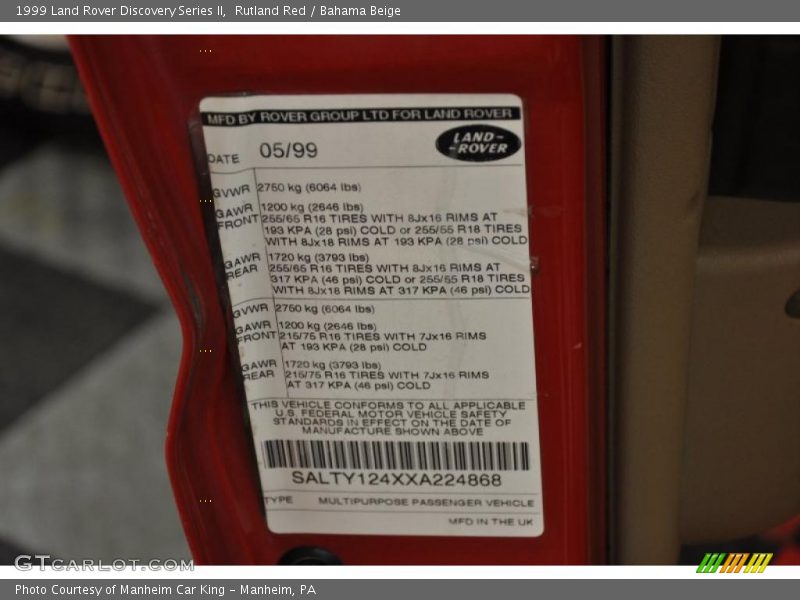 1999 Land Rover Discovery Series II, Rutland Red / Bahama Beige
MFD BY ROVER GROUP LTD FOR LAND ROVER
DATE 05/99
LAND-
-ROVER
GVWR 2750 kg (6064 lbs)
GAWR 1200 kg (2646 lbs)
FRONT 255/65 R16 TIRES WITH 8Jx16 RIMS AT
193 KPA (28 psi) COLD or 255/55 R18 TIRES
WITH 8Jx18 RIMS AT 193 KPA (28 psi) COLD
GAWR 1720 kg (3793 lbs)
REAR 255/65 R16 TIRES WITH 8Jx16 RIMS AT
317 KPA (46 psi) COLD or 255/55 R18 TIRES
WITH 8Jx18 RIMS AT 317 KPA (46 psi) COLD
GVWR 2750 kg (6064 lbs)
GAWR 1200 kg (2646 lbs)
FRONT 215/75 R16 TIRES WITH 7Jx16 RIMS
AT 193 KPA (28 psi) COLD
GAWR 1720 kg (3793 lbs)
REAR 215/75 R16 TIRES WITH 7Jx16 RIMS
AT 317 KPA (46 psi) COLD
THIS VEHICLE CONFORMS TO ALL APPLICABLE
U.S. FEDERAL MOTOR VEHICLE SAFETY
STANDARDS IN EFFECT ON THE DATE OF
MANUFACTURE SHOWN ABOVE
SALTY124XXA224868
TYPE MULTIPURPOSE PASSENGER VEHICLE
MFD IN THE UK
GTCARLOT.COM
Photo Courtesy of Manheim Car King - Manheim, PA